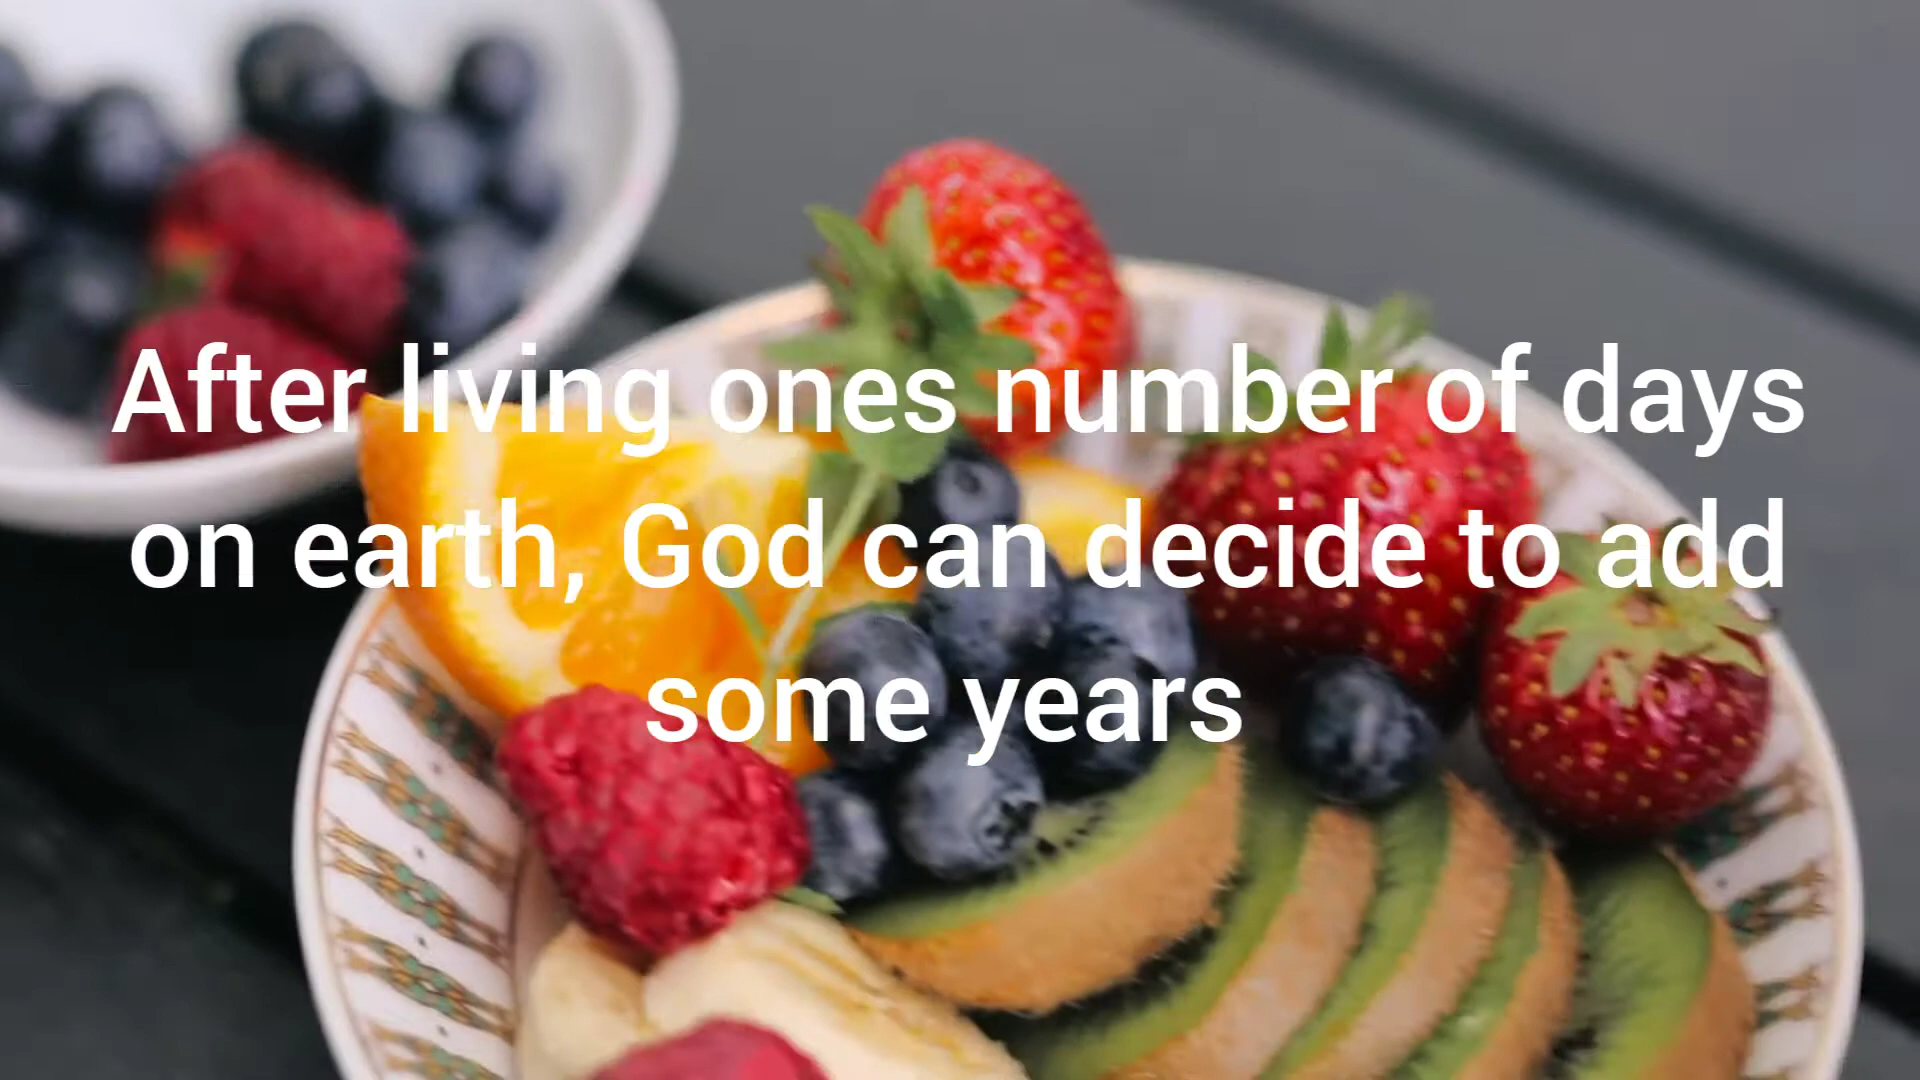 After living ones number of days
on earth, God can decide to add
some years